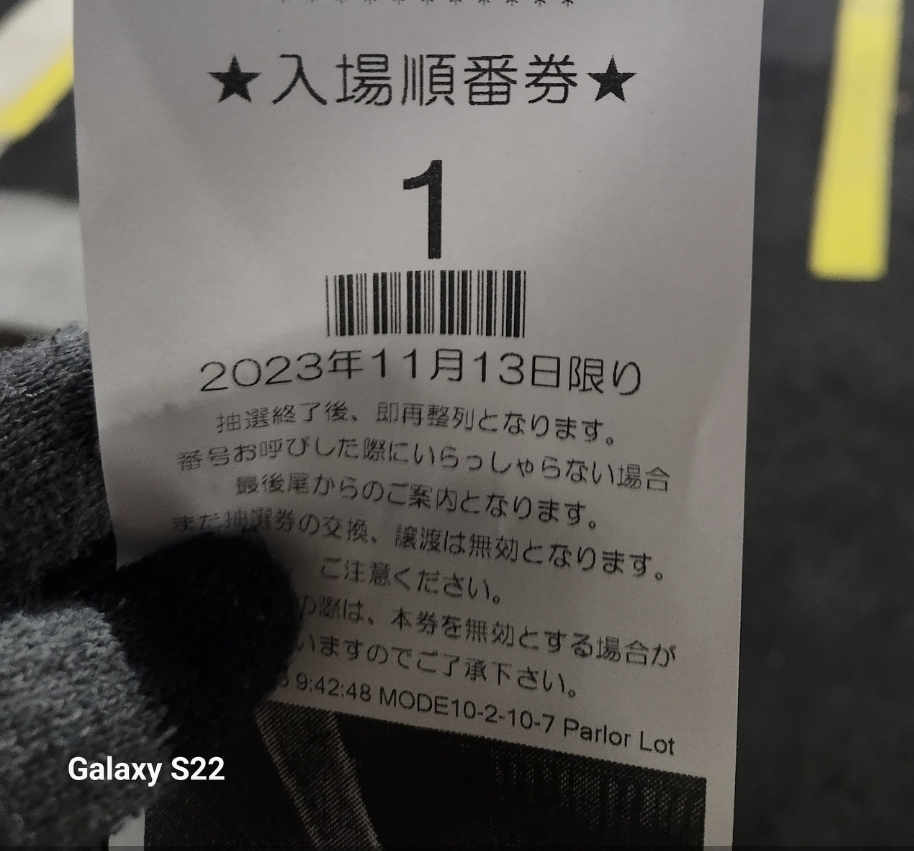 ★入場順番券★
1
2023年11月13日限り
抽選終了後、即再整列となります。
番号お呼びした際にいらっしゃらない場合
最後尾からのご案内となります。
また抽選券の交換、譲渡は無効となります。
ご注意ください。
の際は、本券を無効とする場合が
いますのでご了承下さい。
9:42:48 MODE10-2-10-7 Parlor Lot
Galaxy S22